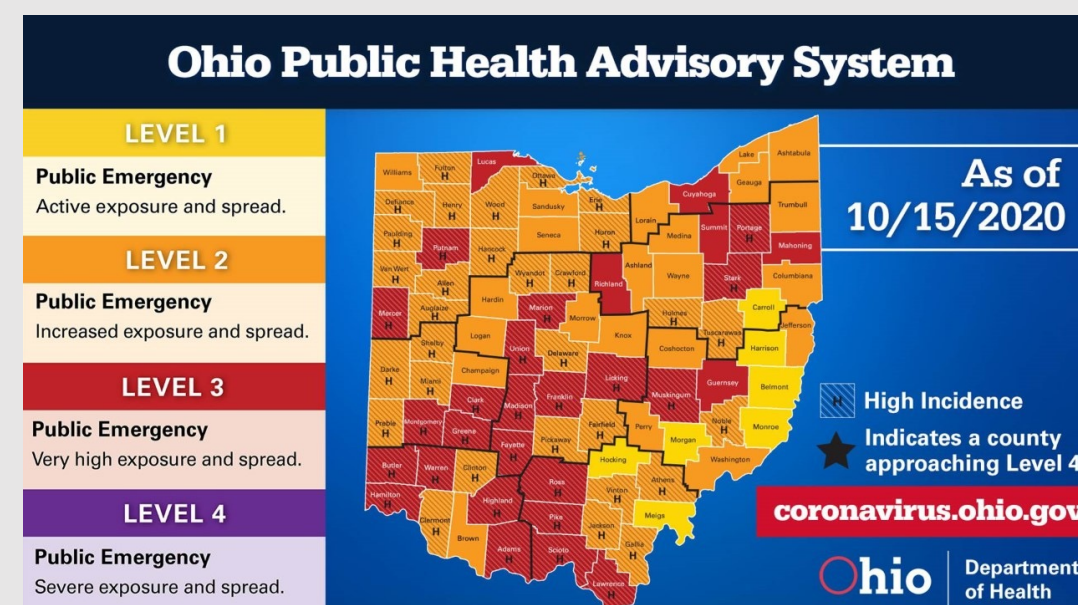 Ohio Public Health Advisory System
LEVEL 1
Public Emergency
Active exposure and spread.
LEVEL 2
Public Emergency
Increased exposure and spread.
LEVEL 3
Public Emergency
Very high exposure and spread.
LEVEL 4
Public Emergency
Severe exposure and spread.
As of
10/15/2020
Williams
Fulton
H
Lucas
Ottawa
H
Lake
Ashtabula
Geauga
Cuyahoga
Defiance
H
Henry
H
Wood
H
Sandusky
Erie
H
Lorain
Trumbull
Summit
Portage
H
Medina
Paulding
H
Putnam
H
Hancock
H
Seneca
Huron
H
Mahoning
Ashland
Wayne
Stark
H
Columbiana
Van Wert
H
Allen
H
Wyandot
H
Crawford
H
Richland
Mercer
H
Auglaize
H
Hardin
Marion
H
Morrow
Holmes
H
Carroll
Tuscarawas
H
Jefferson
Shelby
H
Logan
Union
H
Delaware
H
Knox
Coshocton
Harrison
Darke
H
Miami
H
Champaign
Licking
H
Muskingum
H
Guernsey
Belmont
Clark
H
Madison
H
Franklin
H
Preble
H
Montgomery
H
Greene
H
Fayette
H
Pickaway
H
Fairfield
H
Perry
Morgan
Noble
H
Monroe
Butler
H
Warren
H
Clinton
H
Ross
H
Hocking
Athens
H
Washington
Hamilton
H
Clermont
H
Brown
Highland
H
Pike
H
Vinton
H
Meigs
Jackson
H
Gallia
H
Adams
H
Scioto
H
Lawrence
H
H High Incidence
Indicates a county
approaching Level 4
coronavirus.ohio.gov
Ohio
Department
of Health